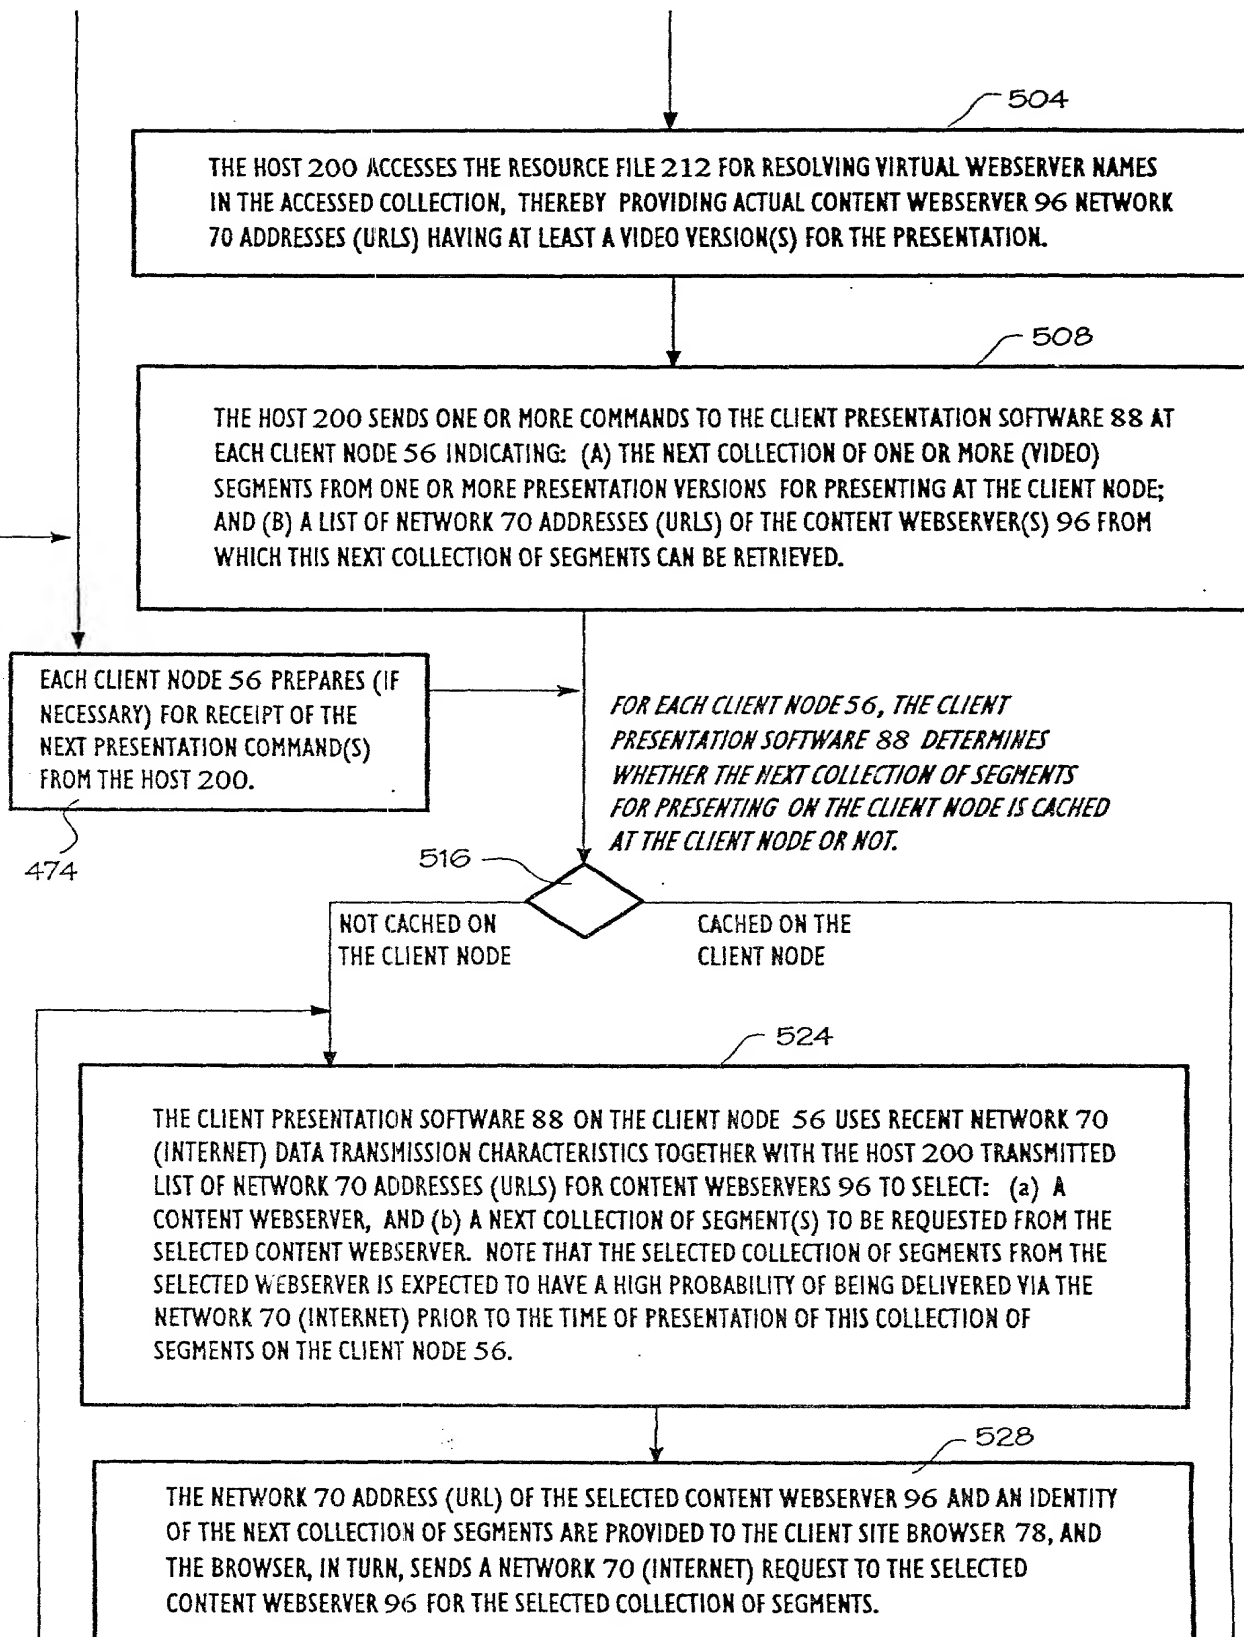 504
THE HOST 200 ACCESSES THE RESOURCE FILE 212 FOR RESOLVING VIRTUAL WEBSERVER NAMES
IN THE ACCESSED COLLECTION, THEREBY PROVIDING ACTUAL CONTENT WEBSERVER 96 NETWORK
70 ADDRESSES (URLS) HAVING AT LEAST A VIDEO VERSION(S) FOR THE PRESENTATION.
508
THE HOST 200 SENDS ONE OR MORE COMMANDS TO THE CLIENT PRESENTATION SOFTWARE 88 AT
EACH CLIENT NODE 56 INDICATING: (A) THE NEXT COLLECTION OF ONE OR MORE (VIDEO)
SEGMENTS FROM ONE OR MORE PRESENTATION VERSIONS FOR PRESENTING AT THE CLIENT NODE;
AND (B) A LIST OF NETWORK 70 ADDRESSES (URLS) OF THE CONTENT WEBSERVER(S) 96 FROM
WHICH THIS NEXT COLLECTION OF SEGMENTS CAN BE RETRIEVED.
EACH CLIENT NODE 56 PREPARES (IF
NECESSARY) FOR RECEIPT OF THE
NEXT PRESENTATION COMMAND(S)
FROM THE HOST 200.
474
FOR EACH CLIENT NODE 56, THE CLIENT
PRESENTATION SOFTWARE 88 DETERMINES
WHETHER THE NEXT COLLECTION OF SEGMENTS
FOR PRESENTING ON THE CLIENT NODE IS CACHED
AT THE CLIENT NODE OR NOT.
516
NOT CACHED ON
THE CLIENT NODE
CACHED ON THE
CLIENT NODE
524
THE CLIENT PRESENTATION SOFTWARE 88 ON THE CLIENT NODE 56 USES RECENT NETWORK 70
(INTERNET) DATA TRANSMISSION CHARACTERISTICS TOGETHER WITH THE HOST 200 TRANSMITTED
LIST OF NETWORK 70 ADDRESSES (URLS) FOR CONTENT WEBSERVERS 96 TO SELECT: (a) A
CONTENT WEBSERVER, AND (b) A NEXT COLLECTION OF SEGMENT(S) TO BE REQUESTED FROM THE
SELECTED CONTENT WEBSERVER. NOTE THAT THE SELECTED COLLECTION OF SEGMENTS FROM THE
SELECTED WEBSERVER IS EXPECTED TO HAVE A HIGH PROBABILITY OF BEING DELIVERED VIA THE
NETWORK 70 (INTERNET) PRIOR TO THE TIME OF PRESENTATION OF THIS COLLECTION OF
SEGMENTS ON THE CLIENT NODE 56.
528
THE NETWORK 70 ADDRESS (URL) OF THE SELECTED CONTENT WEBSERVER 96 AND AN IDENTITY
OF THE NEXT COLLECTION OF SEGMENTS ARE PROVIDED TO THE CLIENT SITE BROWSER 78, AND
THE BROWSER, IN TURN, SENDS A NETWORK 70 (INTERNET) REQUEST TO THE SELECTED
CONTENT WEBSERVER 96 FOR THE SELECTED COLLECTION OF SEGMENTS.